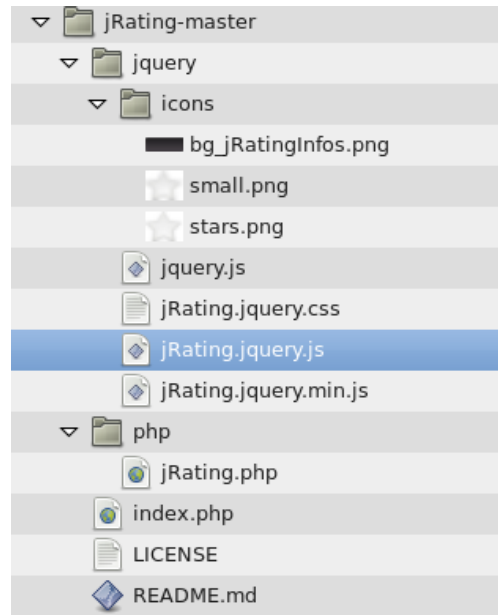 jRating-master
jquery
icons
bg_jRatingInfos.png
small.png
stars.png
jquery.js
jRating.jquery.css
jRating.jquery.js
jRating.jquery.min.js
php
jRating.php
index.php
LICENSE
README.md